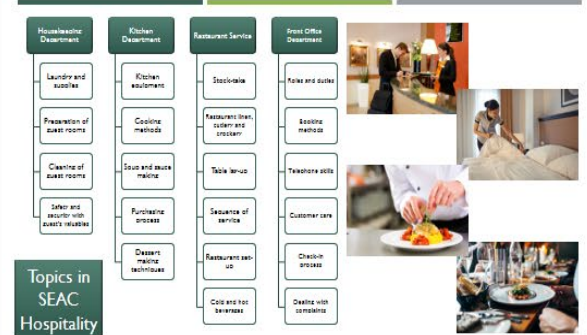 Housekeeping
Department
Laundry and
supplies
Preparation of
guest rooms
Cleaning of
guest rooms
Safety and
security with
guest's valuables
Kitchen
Department
Kitchen
equipment
Cooking
methods
Soup and sauce
making
Purchasing
process
Dessert
making
techniques
Restaurant Service
Stock-take
Restaurant linen,
cutlery and
crockery
Table lay-up
Sequence of
service
Restaurant set-
up
Cold and hot
beverages
Front Office
Department
Roles and duties
Booking
methods
Telephone skills
Customer care
Check-in
process
Dealing with
complaints
Topics in
SEAC
Hospitality